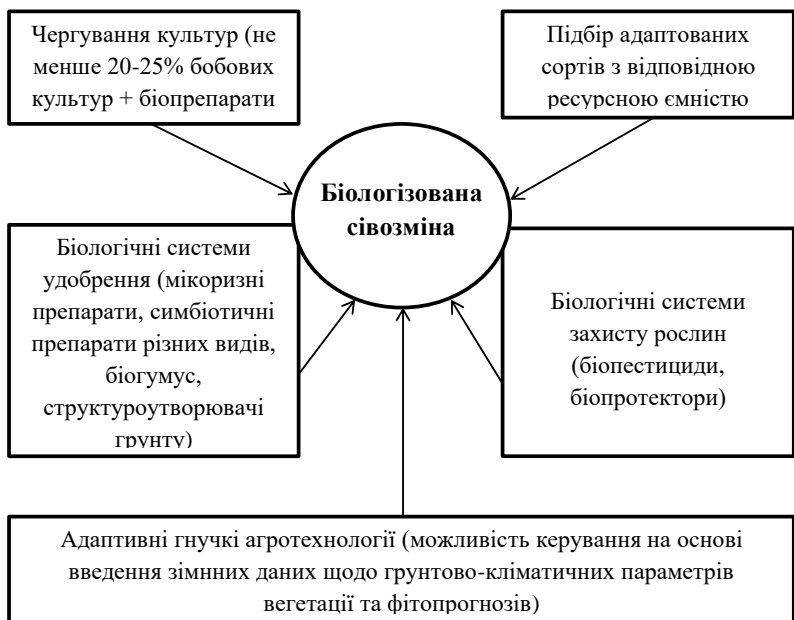 Чергування культур (не
менше 20-25% бобових
культур + біопрепарати
Підбір адаптованих
сортів з відповідною
ресурсною ємністю
Біологізована
сівозміна
Біологічні системи
удобрення (мікоризні
препарати, симбіотичні
препарати різних видів,
біогумус,
структуроутворювачі
грунту)
Біологічні системи
захисту рослин
(біопестициди,
біопротектори)
Адаптивні гнучкі агротехнології (можливість керування на основі
введення зімнних даних щодо грунтово-кліматичних параметрів
вегетації та фітопрогнозів)